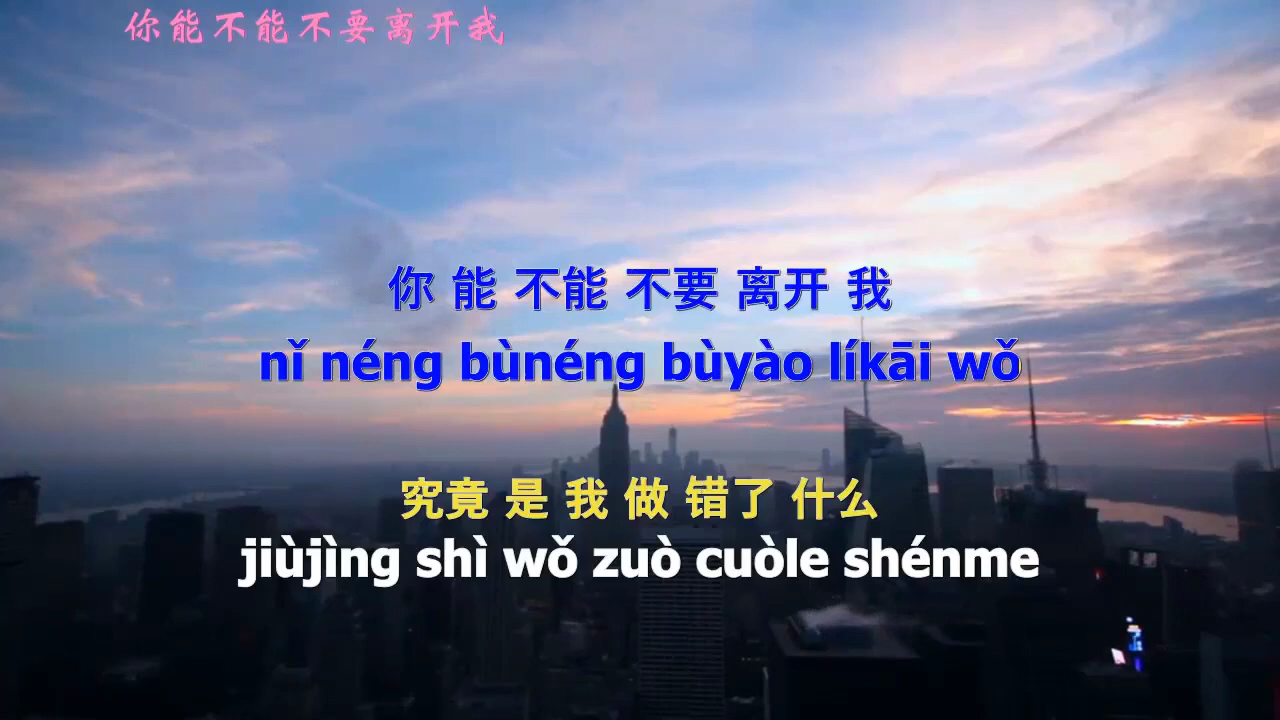 你能不能不要离开我
你 能 不能 不要 离开 我
nǐ néng bùnéng bùyào líkāi wǒ
究竟 是 我 做 错了 什么
jiùjìng shì wǒ zuò cuòle shénme